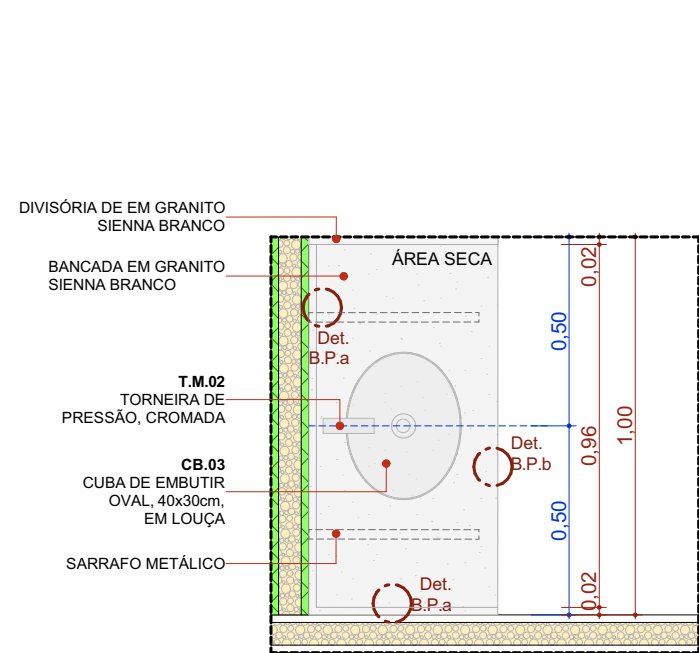 DIVISÓRIA DE EM GRANITO
SIENNA BRANCO
BANCADA EM GRANITO
SIENNA BRANCO
T.M.02
TORNEIRA DE
PRESSÃO, CROMADA
CB.03
CUBA DE EMBUTIR
OVAL, 40x30cm,
EM LOUÇA
SARRAFO METÁLICO
ÁREA SECA
Det.
B.P.a
Det.
B.P.b
Det.
B.P.a
0,50
0,50
0,02
0,96
0,02
1,00